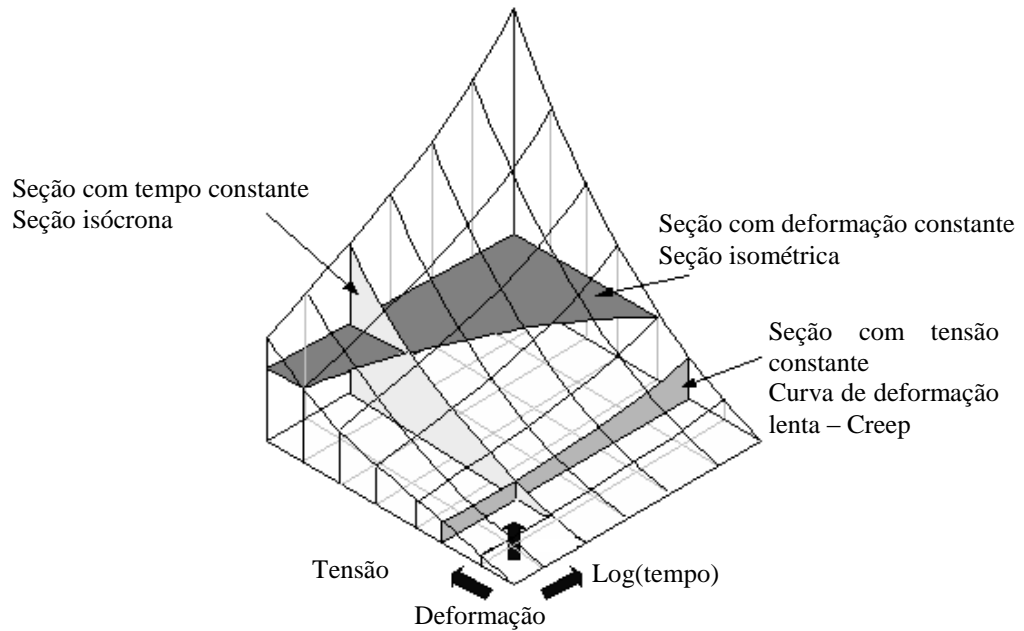 Seção com tempo constante
Seção isócrona
Seção com deformação constante
Seção isométrica
Seção com tensão
constante
Curva de deformação
lenta – Creep
Tensão
Log(tempo)
Deformação